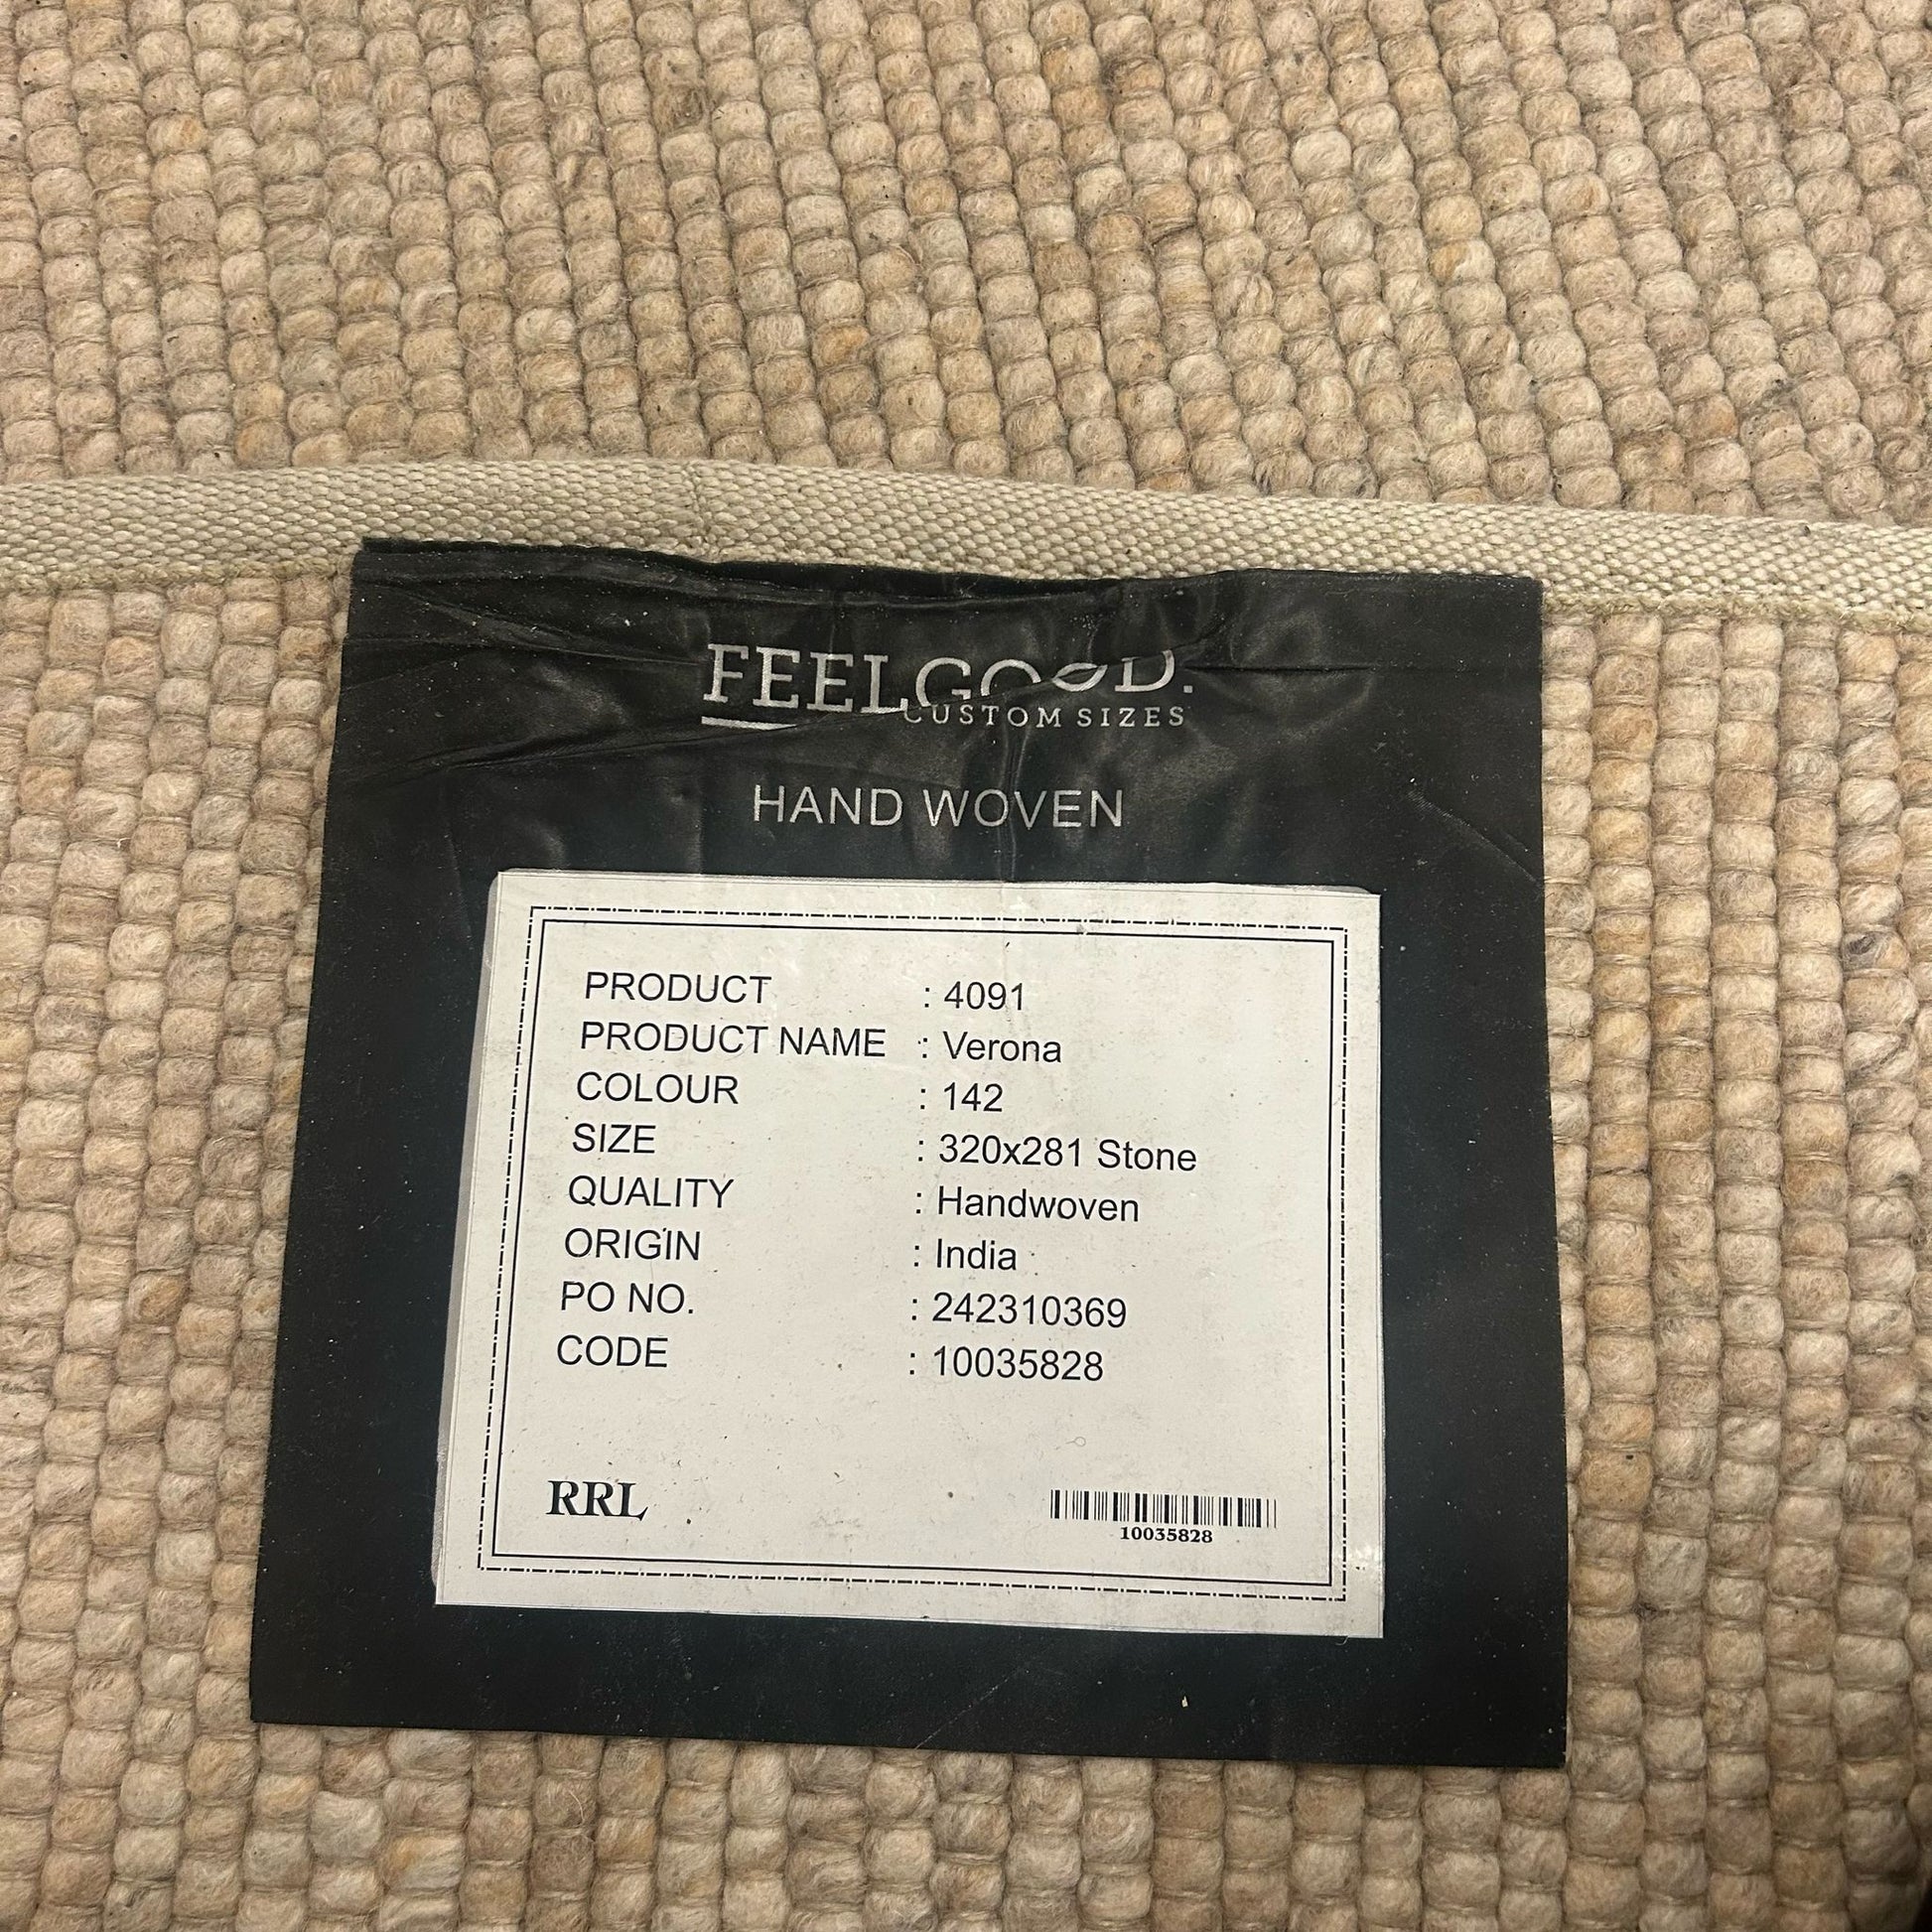 FEELGOOD.
CUSTOM SIZES
HAND WOVEN
PRODUCT : 4091
PRODUCT NAME : Verona
COLOUR : 142
SIZE : 320x281 Stone
QUALITY : Handwoven
ORIGIN : India
PO NO. : 242310369
CODE : 10035828
RRL
10035828